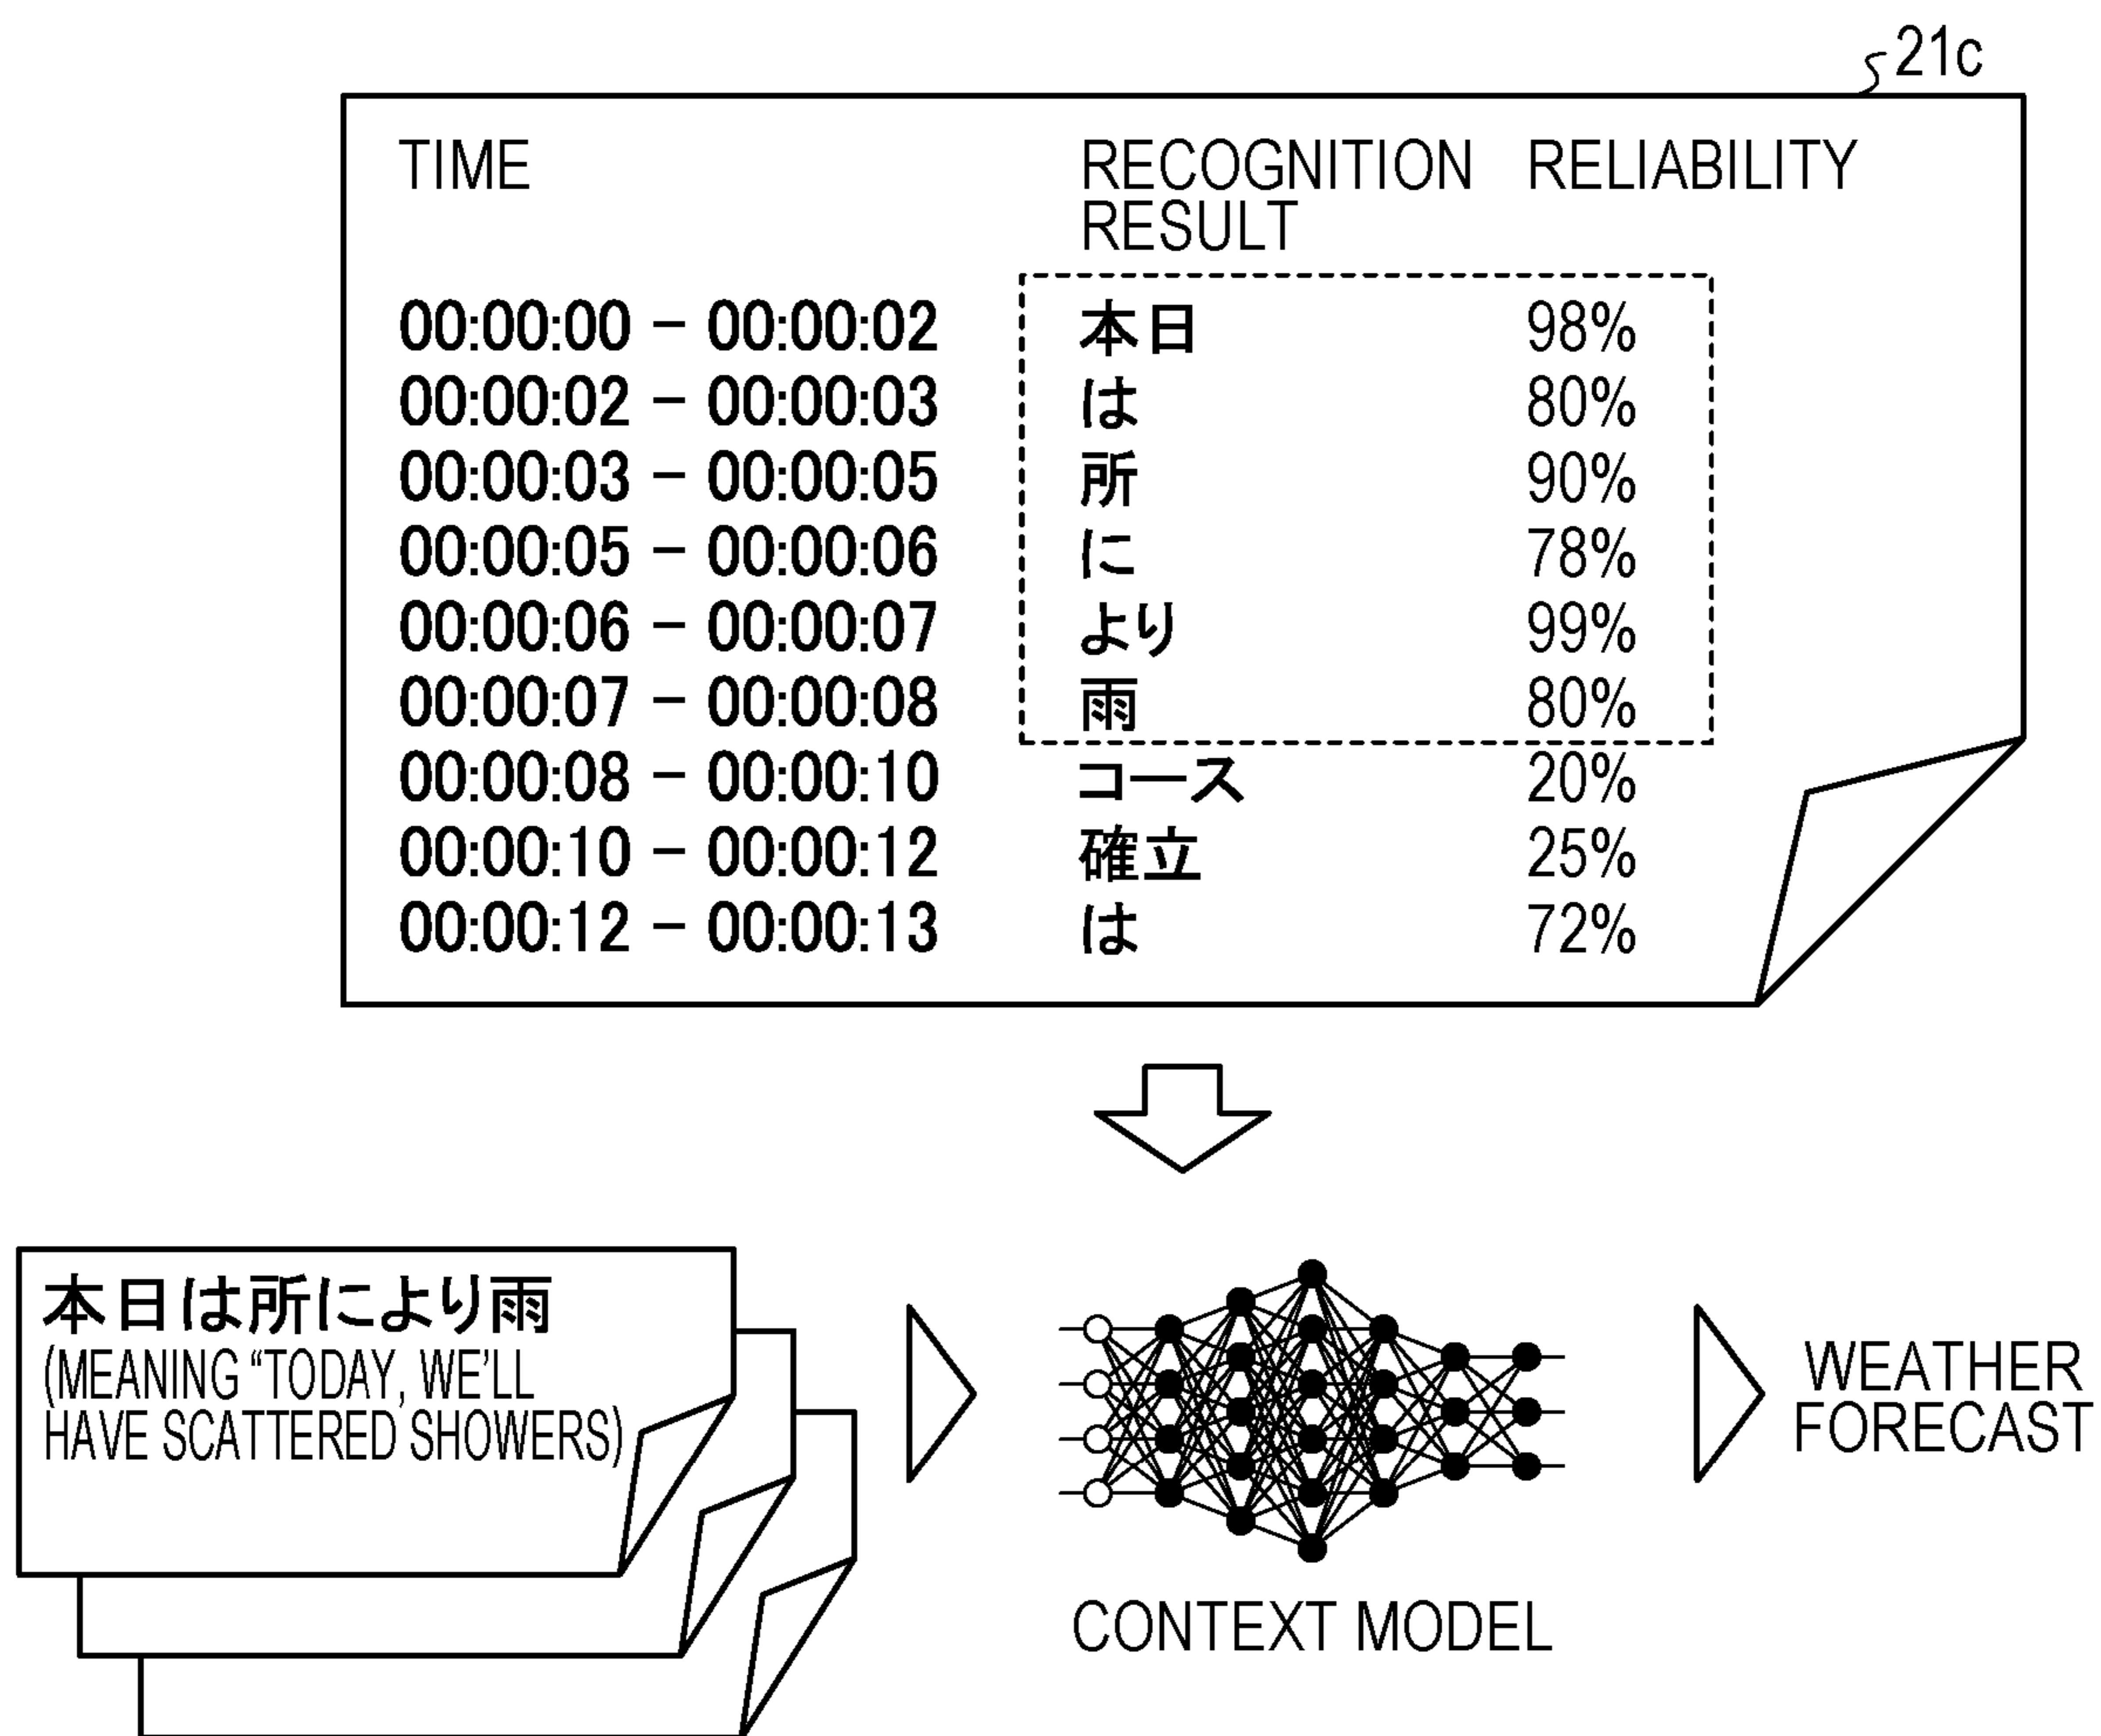 21c
TIME RECOGNITION RELIABILITY
RESULT
00:00:00 – 00:00:02 本日 98%
00:00:02 – 00:00:03 は 80%
00:00:03 – 00:00:05 所 90%
00:00:05 – 00:00:06 に 78%
00:00:06 – 00:00:07 より 99%
00:00:07 – 00:00:08 雨 80%
00:00:08 – 00:00:10 コース 20%
00:00:10 – 00:00:12 確立 25%
00:00:12 – 00:00:13 は 72%
本日は所により雨
(MEANING “TODAY, WE’LL
HAVE SCATTERED SHOWERS)
CONTEXT MODEL
WEATHER
FORECAST